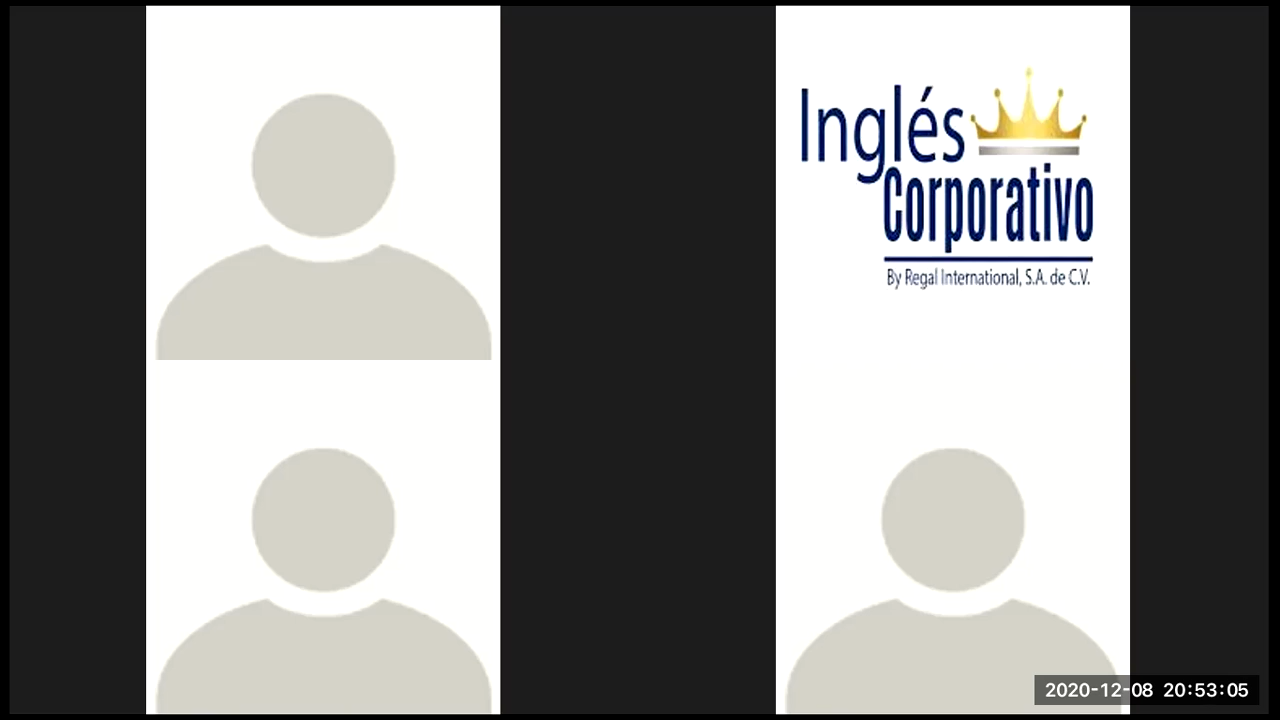 Inglés
Corporativo
By Regal International, S.A. de C.V.
2020-12-08 20:53:05